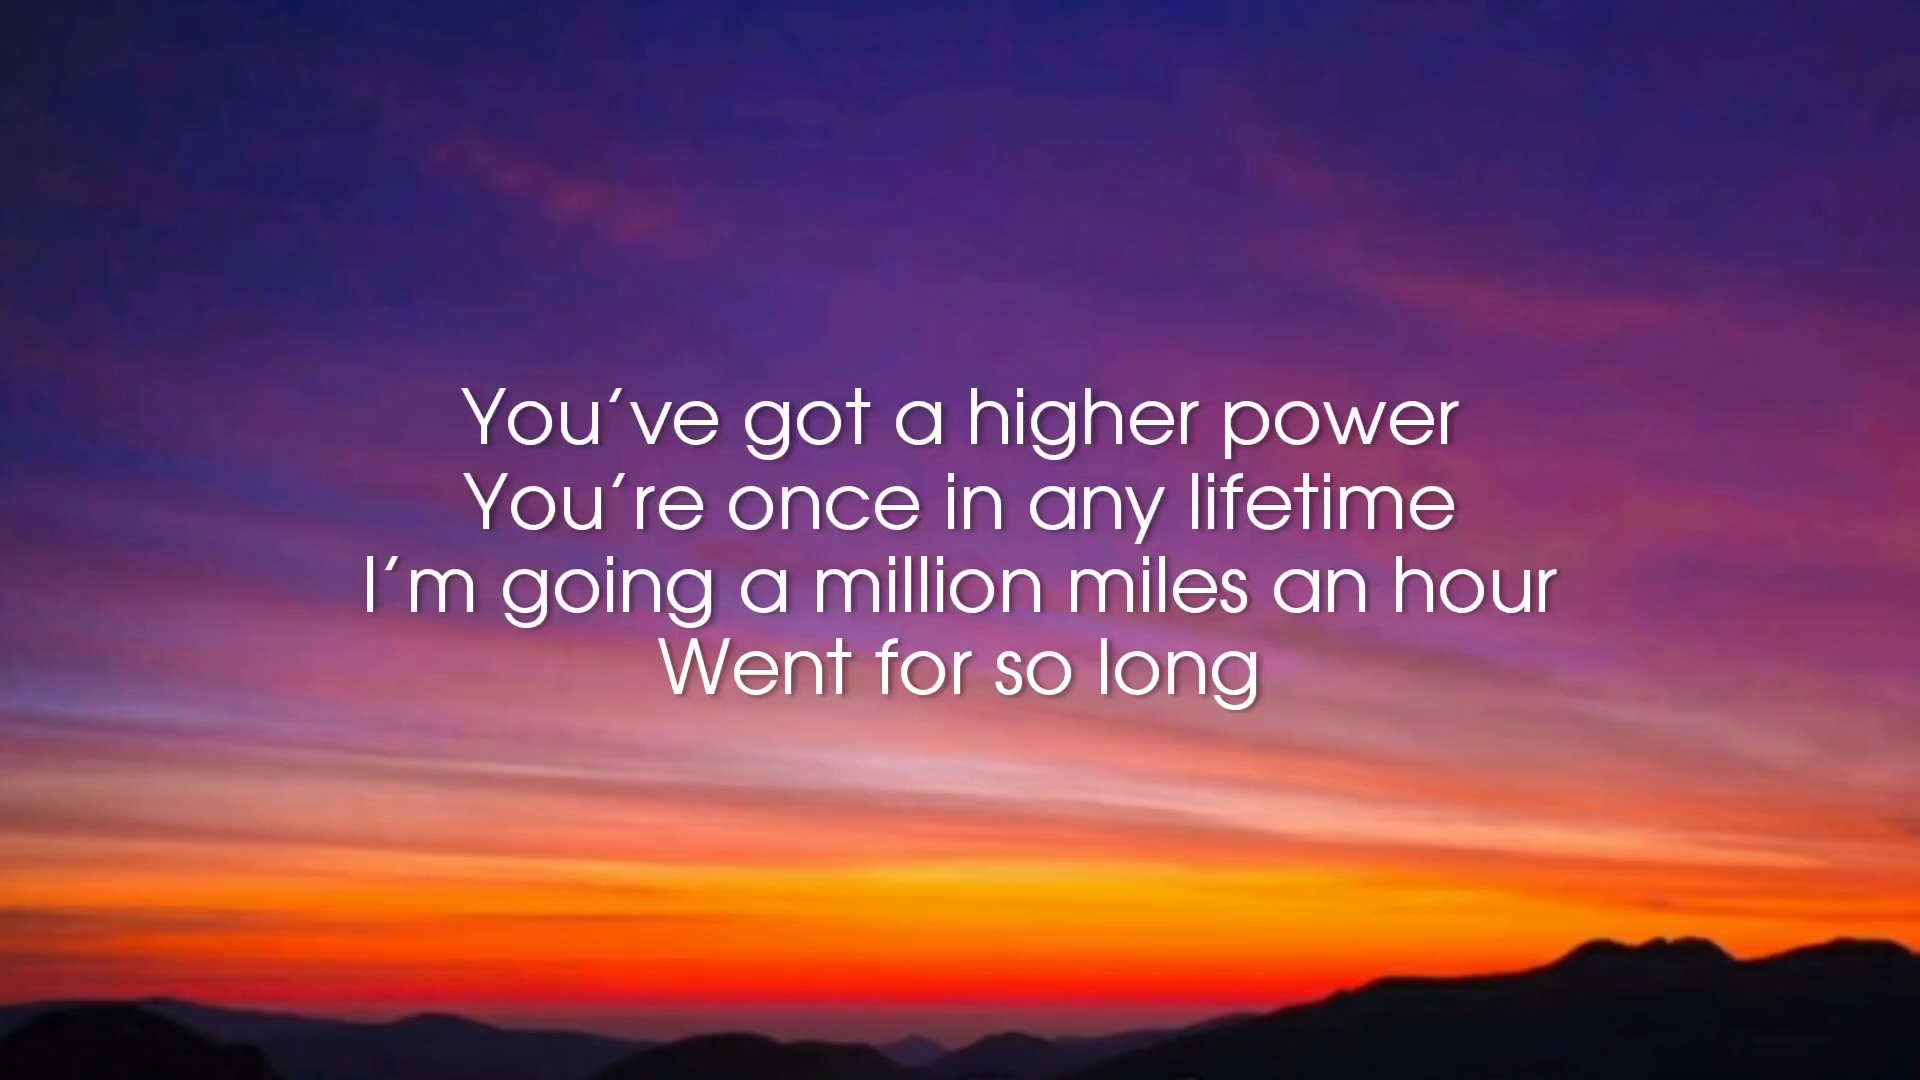 You've got a higher power
You're once in any lifetime
I'm going a million miles an hour
Went for so long